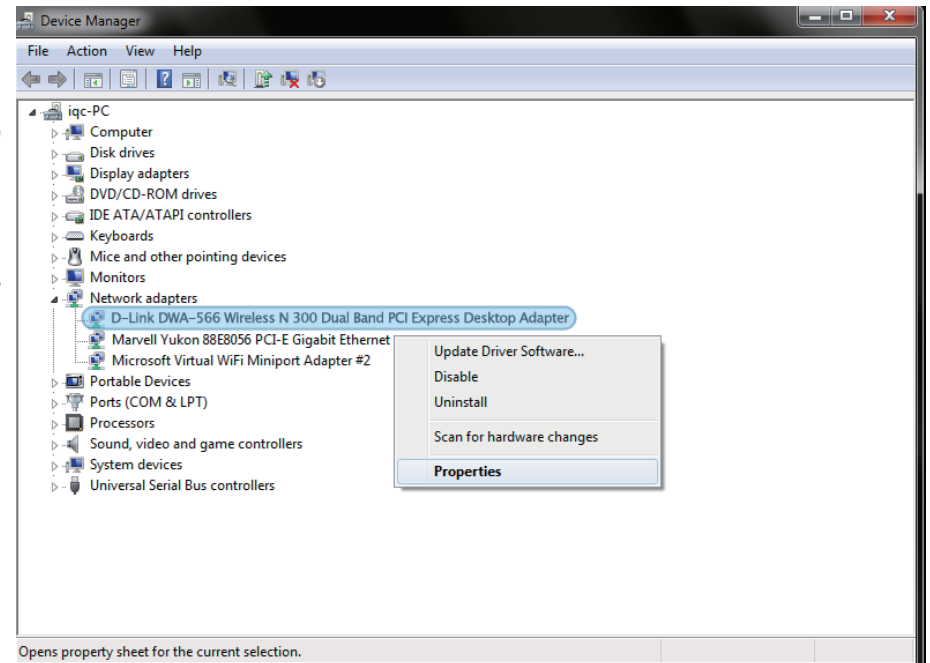 Device Manager
File Action View Help
iqc-PC
Computer
Disk drives
Display adapters
DVD/CD-ROM drives
IDE ATA/ATAPI controllers
Keyboards
Mice and other pointing devices
Monitors
Network adapters
D-Link DWA-566 Wireless N 300 Dual Band PCI Express Desktop Adapter
Marvell Yukon 88E8056 PCI-E Gigabit Ethernet
Microsoft Virtual WiFi Miniport Adapter #2
Portable Devices
Ports (COM & LPT)
Processors
Sound, video and game controllers
System devices
Universal Serial Bus controllers
Update Driver Software...
Disable
Uninstall
Scan for hardware changes
Properties
Opens property sheet for the current selection.